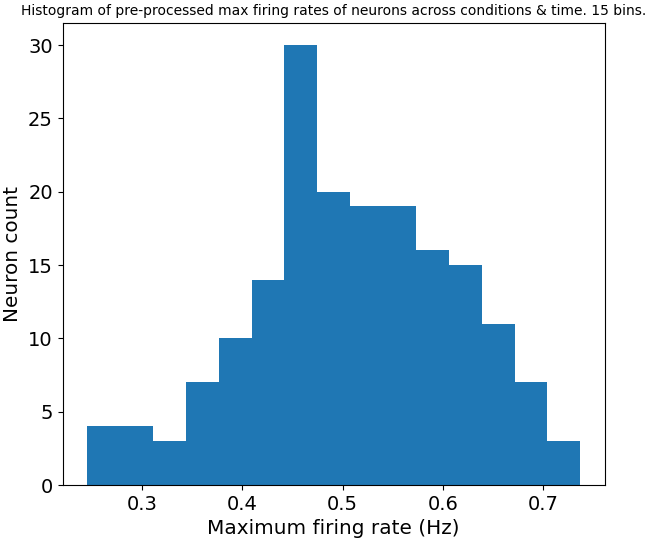 Histogram of pre-processed max firing rates of neurons across conditions & time. 15 bins.
30
25
20
15
10
5
0
Neuron count
0.3 0.4 0.5 0.6 0.7
Maximum firing rate (Hz)